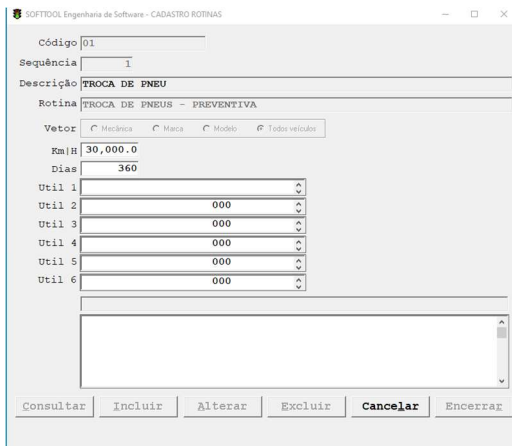 SOFTTOOL Engenharia de Software - CADASTRO ROTINAS
Código 01
Sequência 1
Descrição TROCA DE PNEU
Rotina TROCA DE PNEUS - PREVENTIVA
Vetor Mecânica Marca Modelo Todos veículos
Km|H 30,000.0
Dias 360
Util 1
Util 2 000
Util 3 000
Util 4 000
Util 5 000
Util 6 000
Consultar Incluir Alterar Excluir Cancelar Encerrar